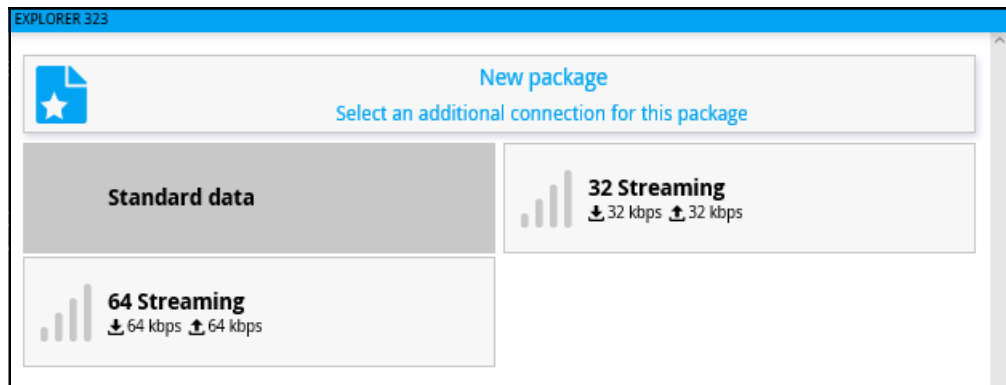 EXPLORER 323
New package
Select an additional connection for this package
Standard data
32 Streaming
32 kbps 32 kbps
64 Streaming
64 kbps 64 kbps